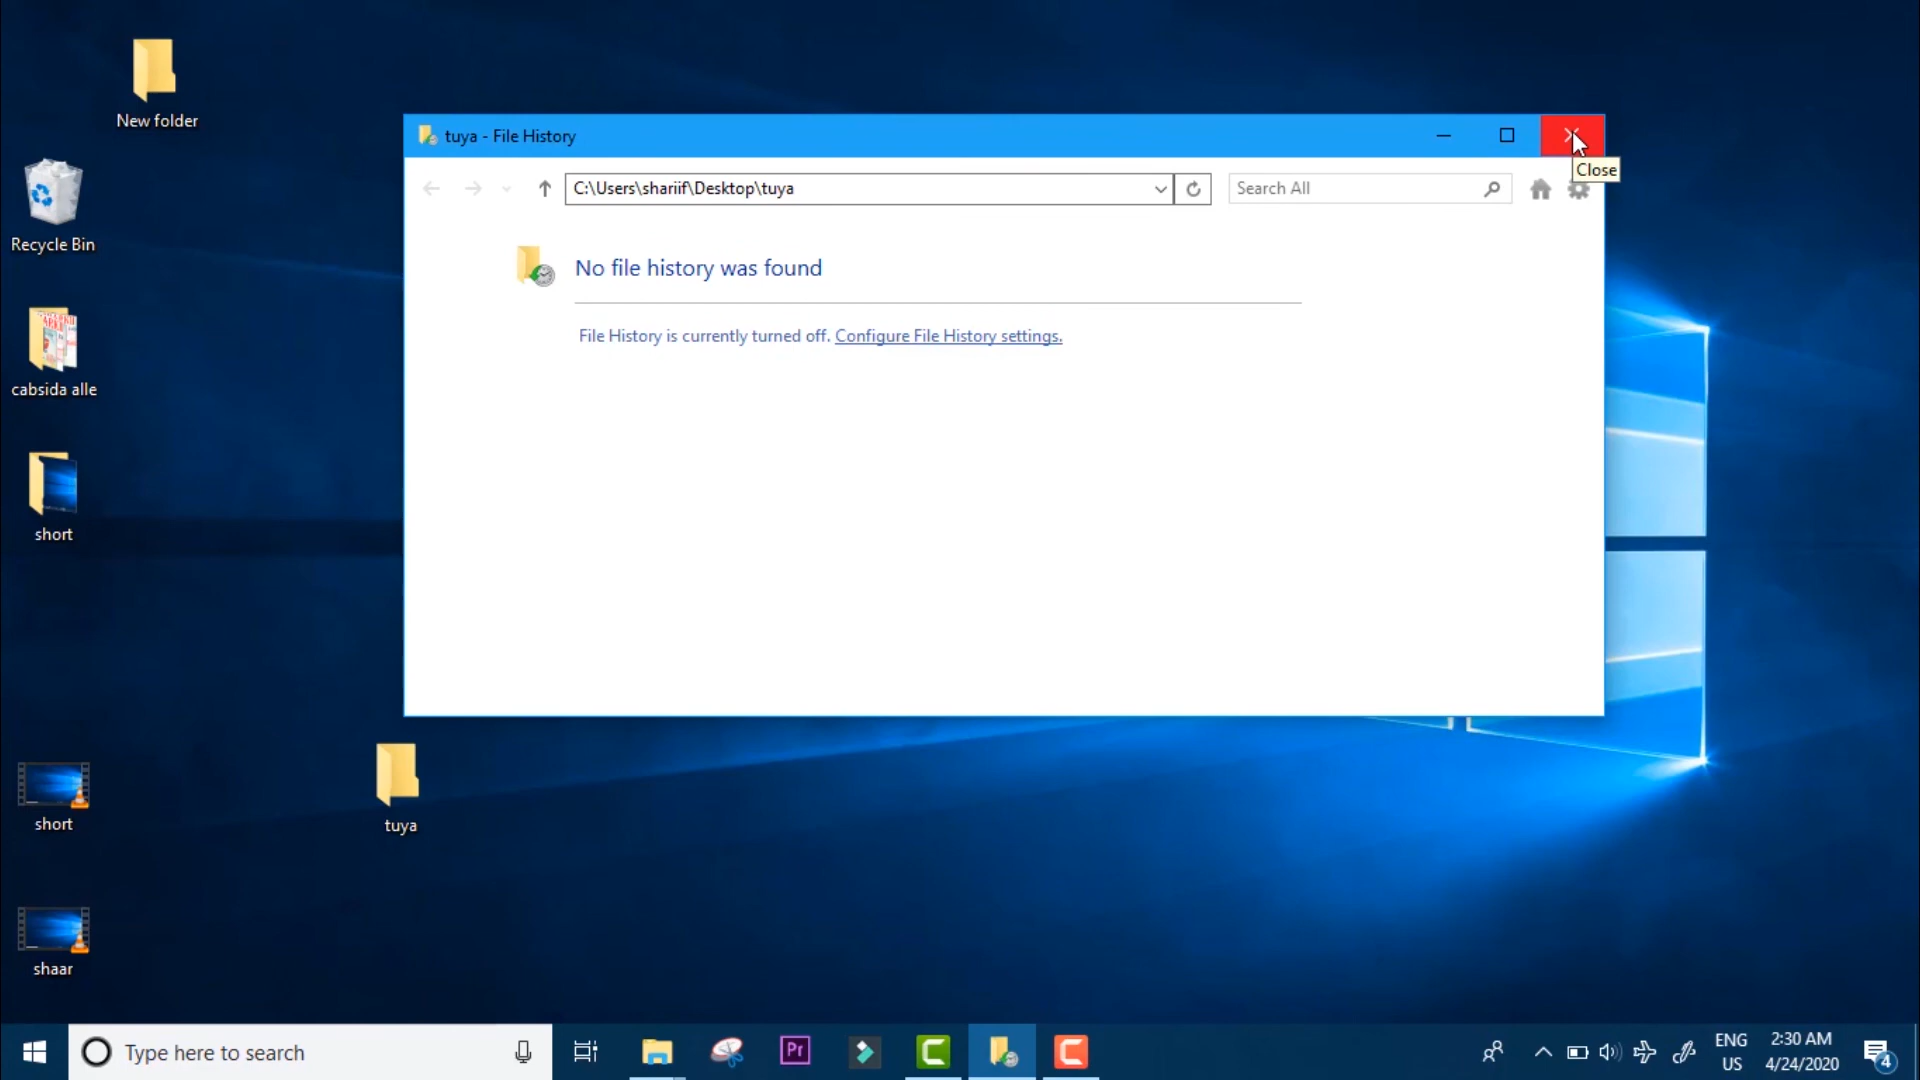 New folder
Recycle Bin
cabsida alle
short
short
shaar
tuya
tuya - File History
Close
C:\Users\shariif\Desktop\tuya
Search All
No file history was found
File History is currently turned off. Configure File History settings.
Type here to search
Pr
ENG
US
2:30 AM
4/24/2020
4